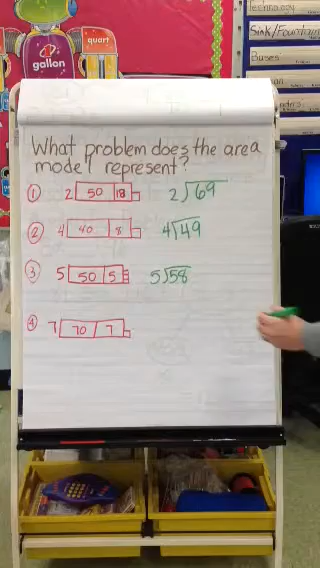 quart
gallon
Technology
Sink/Fountain
Buses
What problem does the area
model represent?
① 2 50 18 2⟌69
② 4 40 8 4⟌49
③ 5 50 5 5⟌58
④ 7 70 7